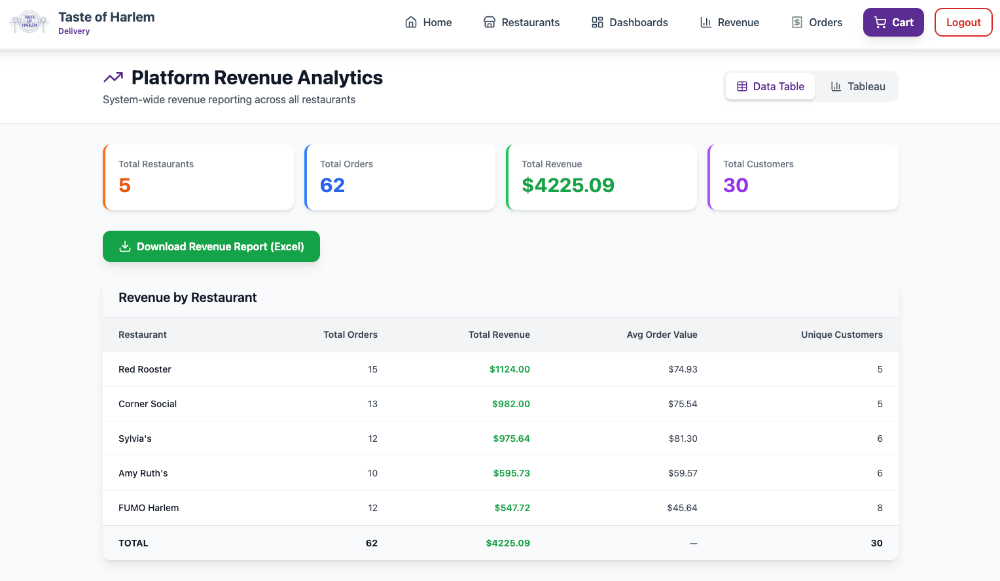 TASTE
OF
HARLEM
Taste of Harlem
Delivery
Home
Restaurants
Dashboards
Revenue
Orders
Cart
Logout
Platform Revenue Analytics
System-wide revenue reporting across all restaurants
Data Table
Tableau
Total Restaurants
5
Total Orders
62
Total Revenue
$4225.09
Total Customers
30
Download Revenue Report (Excel)
Revenue by Restaurant
Restaurant Total Orders Total Revenue Avg Order Value Unique Customers
Red Rooster 15 $1124.00 $74.93 5
Corner Social 13 $982.00 $75.54 5
Sylvia's 12 $975.64 $81.30 6
Amy Ruth's 10 $595.73 $59.57 6
FUMO Harlem 12 $547.72 $45.64 8
TOTAL 62 $4225.09 — 30